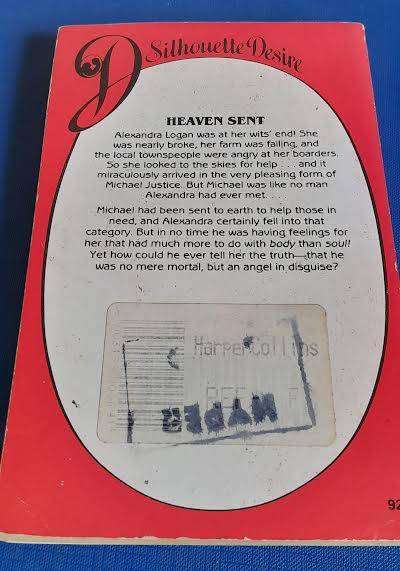 Silhouette Desire
HEAVEN SENT
Alexandra Logan was at her wits' end! She
was nearly broke, her farm was failing, and
the local townspeople were angry at her boarders.
So she looked to the skies for help . . . and it
miraculously arrived in the very pleasing form of
Michael Justice. But Michael was like no man
Alexandra had ever met. . . .
Michael had been sent to earth to help those in
need, and Alexandra certainly fell into that
category. But in no time he was having feelings for
her that had much more to do with body than soul!
Yet how could he ever tell her the truth—that he
was no mere mortal, but an angel in disguise?
HarperCollins
92